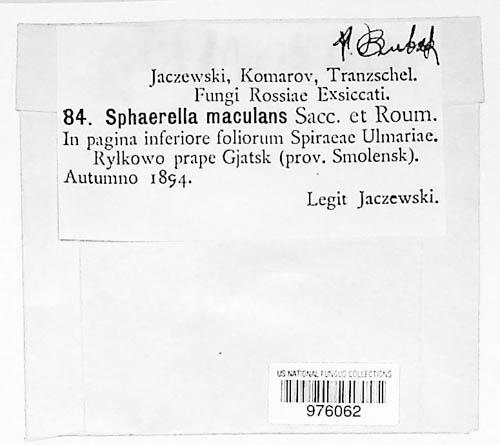 Jaczewski, Komarov, Tranzschel.
Fungi Rossiae Exsiccati.
84. Sphaerella maculans Sacc. et Roum.
In pagina inferiore foliorum Spiraeae Ulmariae.
Rylkowo prape Gjatsk (prov. Smolensk).
Autumno 1894.
Legit Jaczewski.
US NATIONAL FUNGUS COLLECTIONS
976062